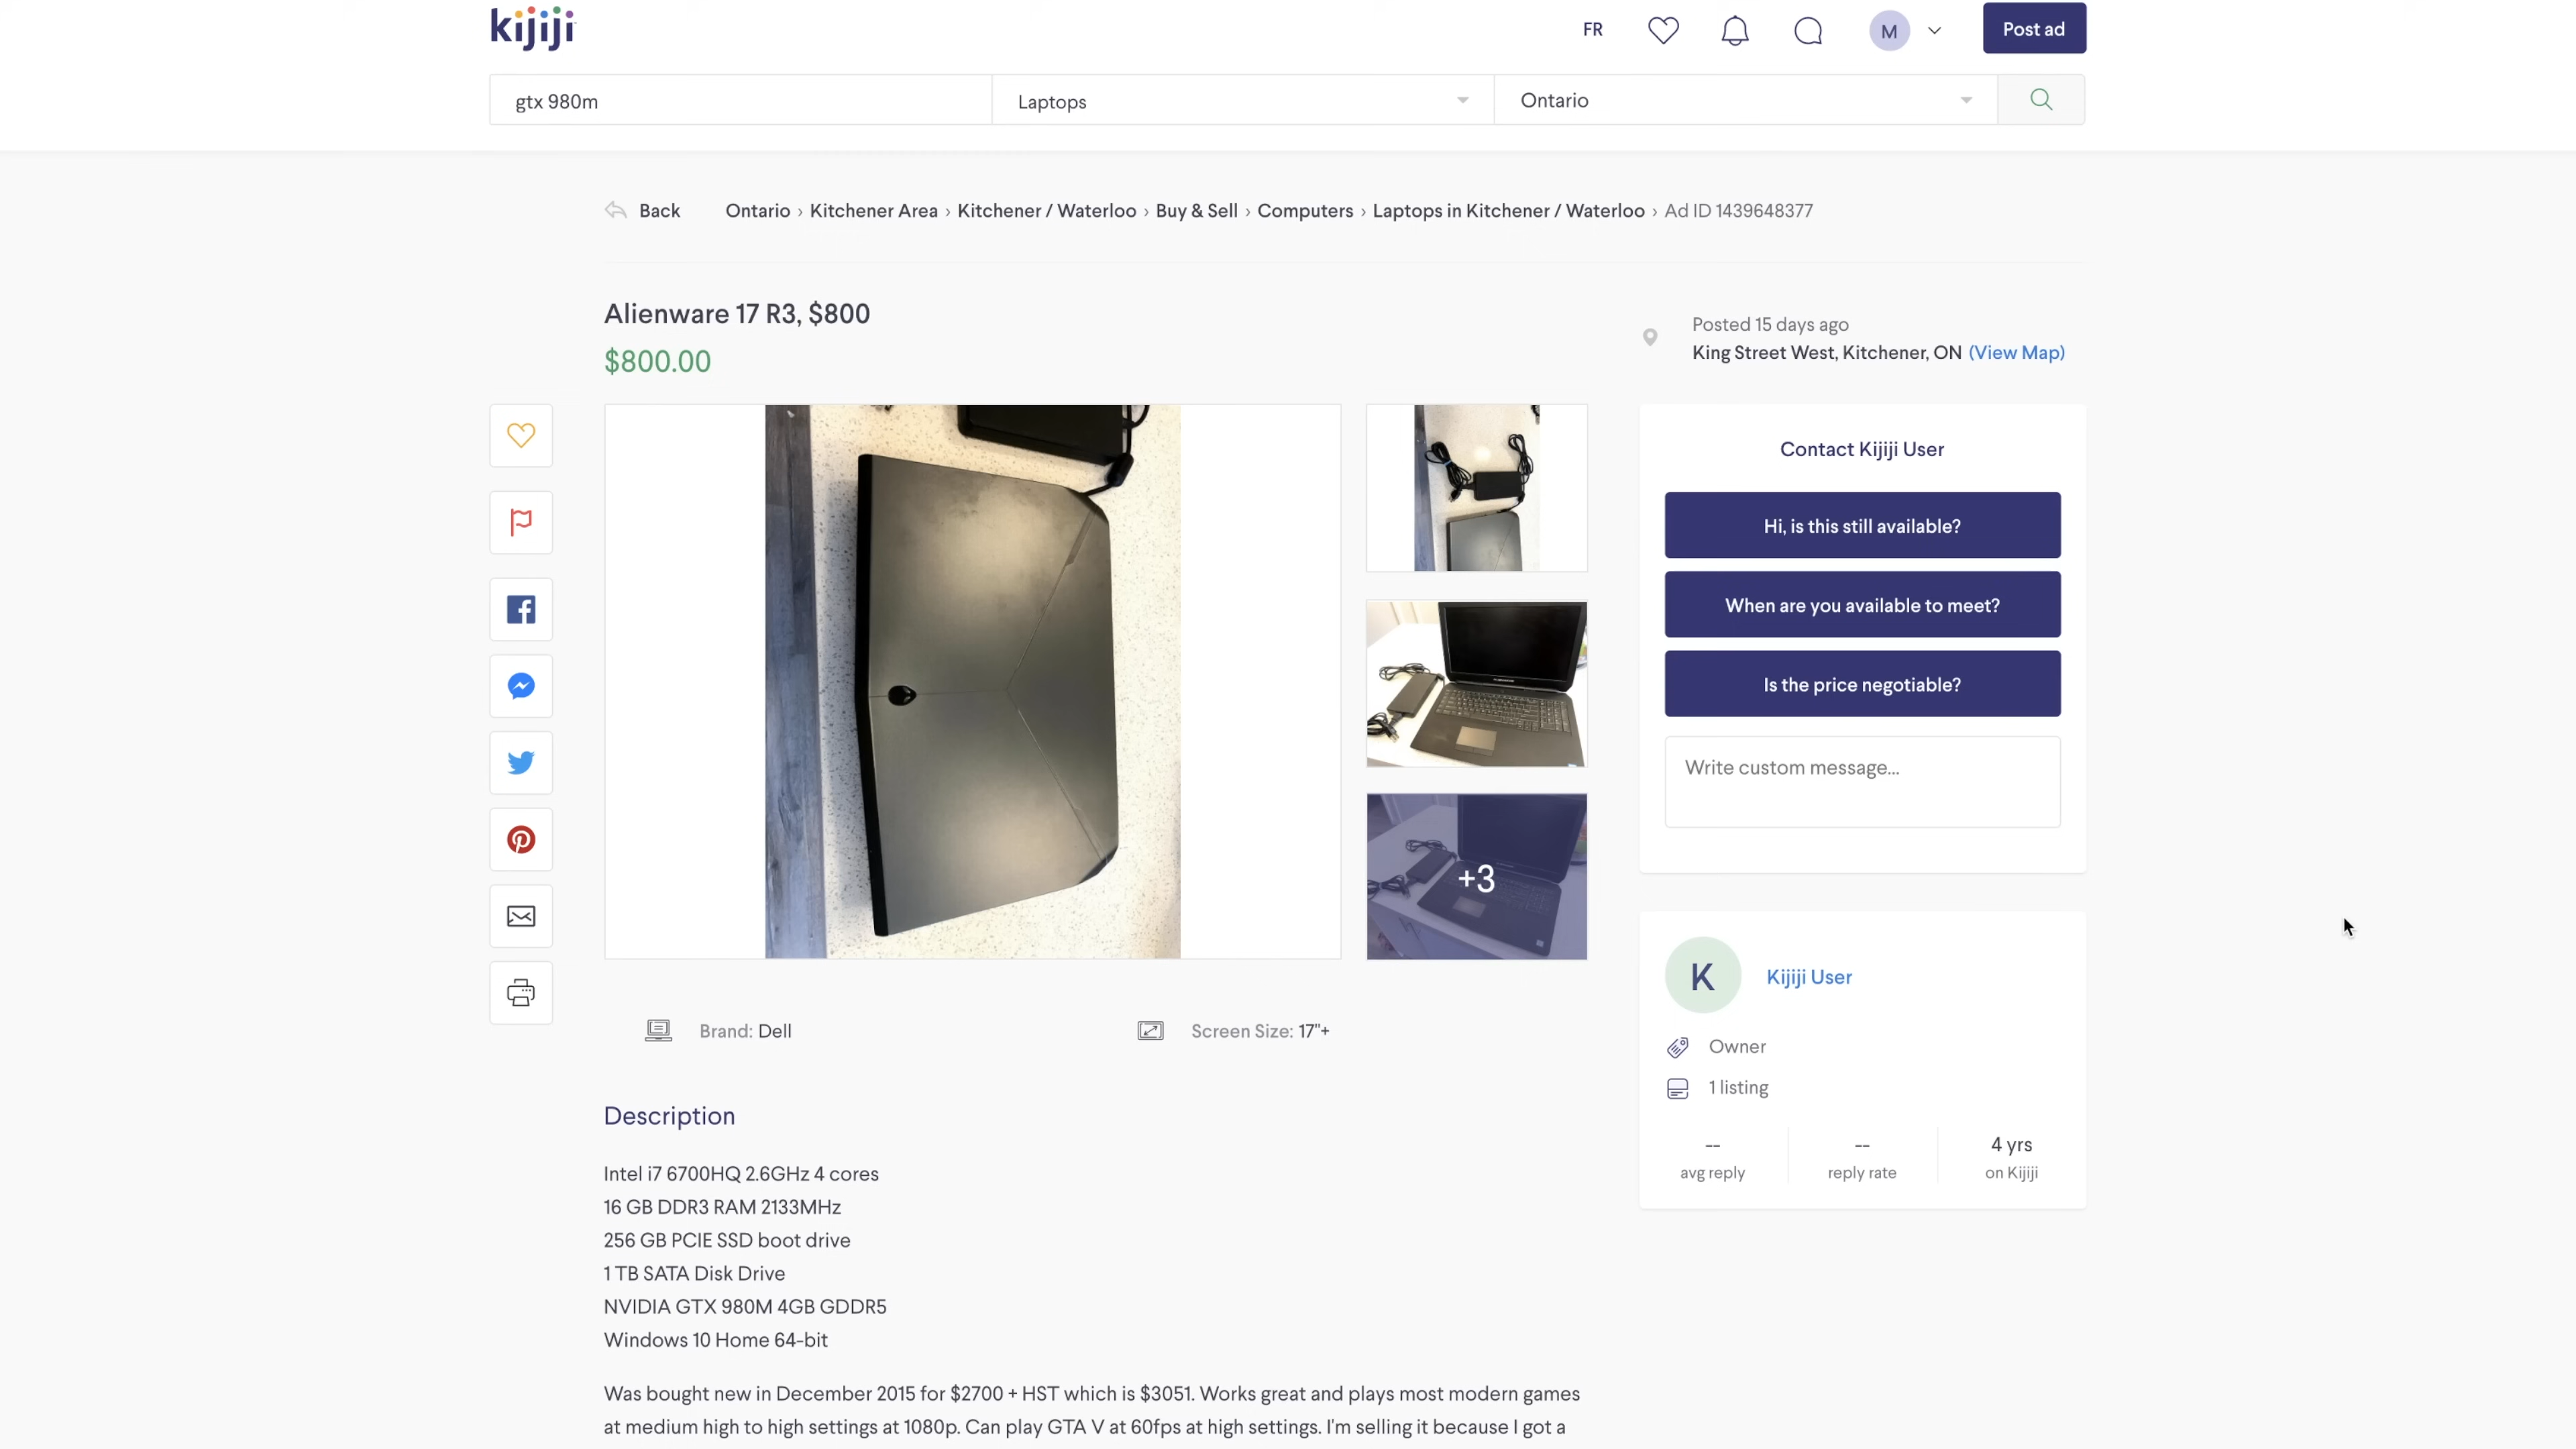 kijiji
FR
M
Post ad
gtx 980m
Laptops
Ontario
Back
Ontario › Kitchener Area › Kitchener / Waterloo › Buy & Sell › Computers › Laptops in Kitchener / Waterloo › Ad ID 1439648377
Alienware 17 R3, $800
$800.00
Posted 15 days ago
King Street West, Kitchener, ON (View Map)
+3
Contact Kijiji User
Hi, is this still available?
When are you available to meet?
Is the price negotiable?
Write custom message...
K
Kijiji User
Owner
1 listing
-- -- 4 yrs
avg reply reply rate on Kijiji
Brand: Dell
Screen Size: 17"+
Description
Intel i7 6700HQ 2.6GHz 4 cores
16 GB DDR3 RAM 2133MHz
256 GB PCIE SSD boot drive
1 TB SATA Disk Drive
NVIDIA GTX 980M 4GB GDDR5
Windows 10 Home 64-bit
Was bought new in December 2015 for $2700 + HST which is $3051. Works great and plays most modern games
at medium high to high settings at 1080p. Can play GTA V at 60fps at high settings. I'm selling it because I got a